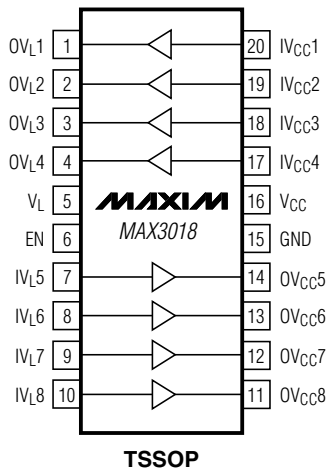 OVL1 1 20 IVCC1
OVL2 2 19 IVCC2
OVL3 3 18 IVCC3
OVL4 4 17 IVCC4
VL 5 MAXIM 16 VCC
EN 6 MAX3018 15 GND
IVL5 7 14 OVCC5
IVL6 8 13 OVCC6
IVL7 9 12 OVCC7
IVL8 10 11 OVCC8
TSSOP